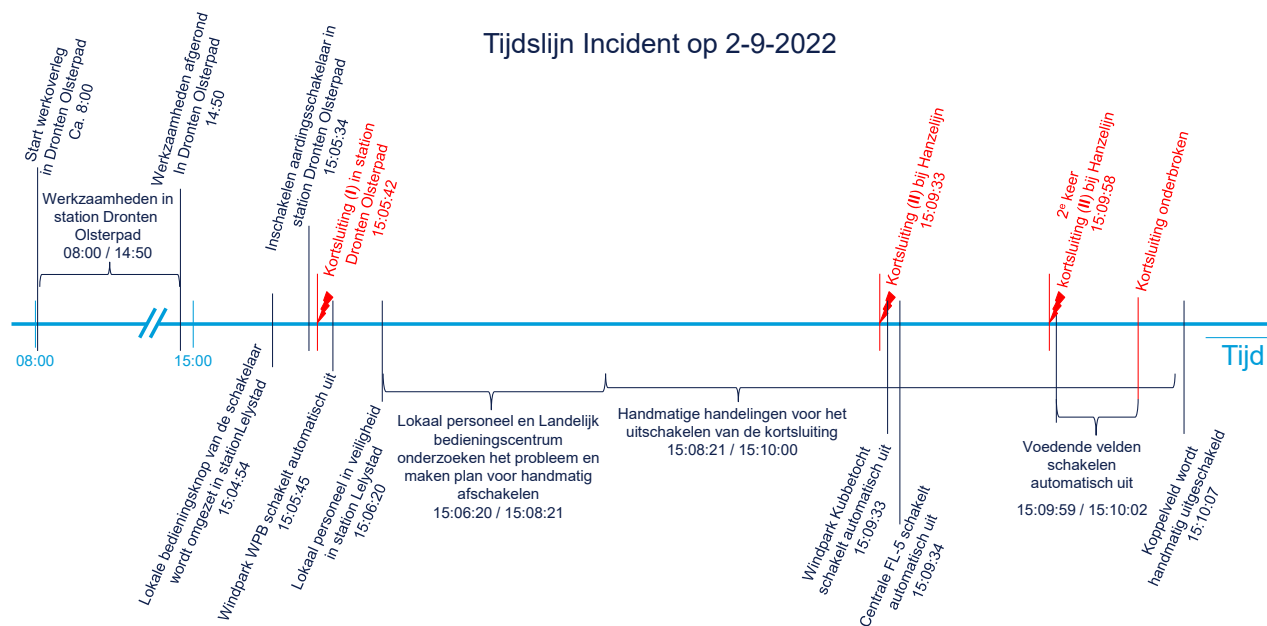 Tijdslijn Incident op 2-9-2022
Start werkoverleg
in Dronten Olsterpad
Ca. 8:00
Werkzaamheden in
station Dronten
Olsterpad
08:00 / 14:50
Werkzaamheden afgerond
In Dronten Olsterpad
14:50
Inschakelen aardingsschakelaar in
station Dronten Olsterpad
15:05:34
Kortsluiting (I) in station
Dronten Olsterpad
15:05:42
Kortsluiting (II) bij Hanzelijn
15:09:33
2e keer
kortsluiting (II) bij Hanzelijn
15:09:58
Kortsluiting onderbroken
08:00
15:00
Tijd
Lokale bedieningsknop van de schakelaar
wordt omgezet in stationLelystad
15:04:54
Windpark WPB schakelt automatisch uit
15:05:45
Lokaal personeel in veiligheid
in station Lelystad
15:06:20
Lokaal personeel en Landelijk
bedieningscentrum
onderzoeken het probleem en
maken plan voor handmatig
afschakelen
15:06:20 / 15:08:21
Handmatige handelingen voor het
uitschakelen van de kortsluiting
15:08:21 / 15:10:00
Windpark Kubbetocht
schakelt automatisch uit
15:09:33
Centrale FL-5 schakelt
automatisch uit
15:09:34
Voedende velden
schakelen
automatisch uit
15:09:59 / 15:10:02
Koppelveld wordt
handmatig uitgeschakeld
15:10:07